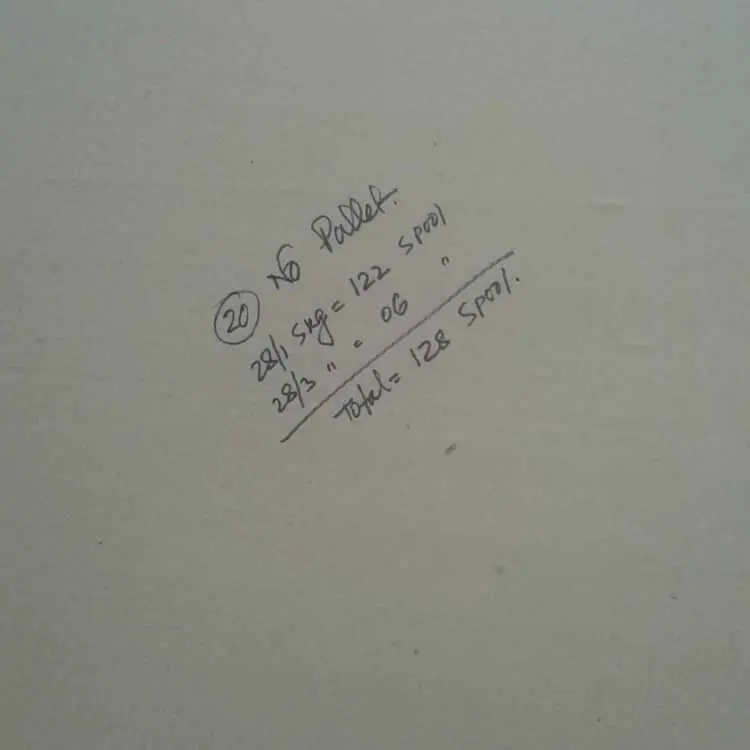 20 No Pallet.
28/1 5kg = 122 Spool
28/3 " = 06 "
Total = 128 Spool.